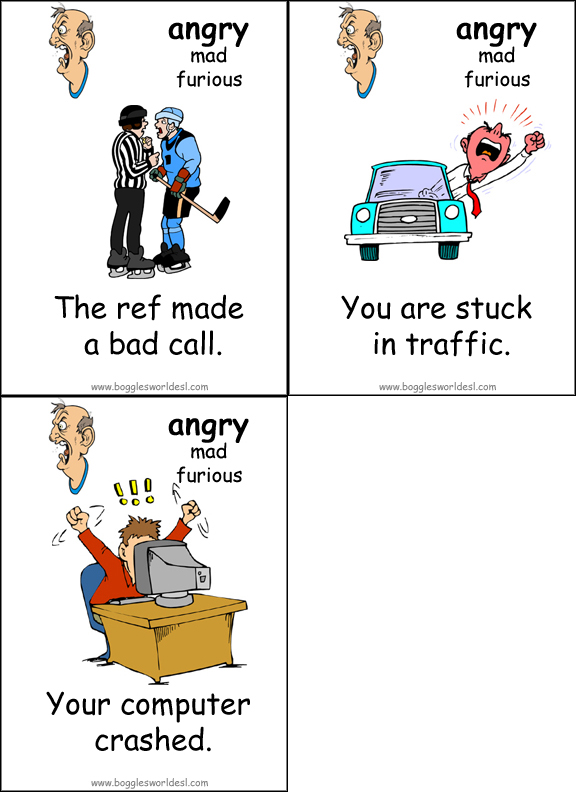 angry
mad
furious
The ref made
a bad call.
www.bogglesworldesl.com
angry
mad
furious
You are stuck
in traffic.
www.bogglesworldesl.com
angry
mad
furious
!!!
Your computer
crashed.
www.bogglesworldesl.com